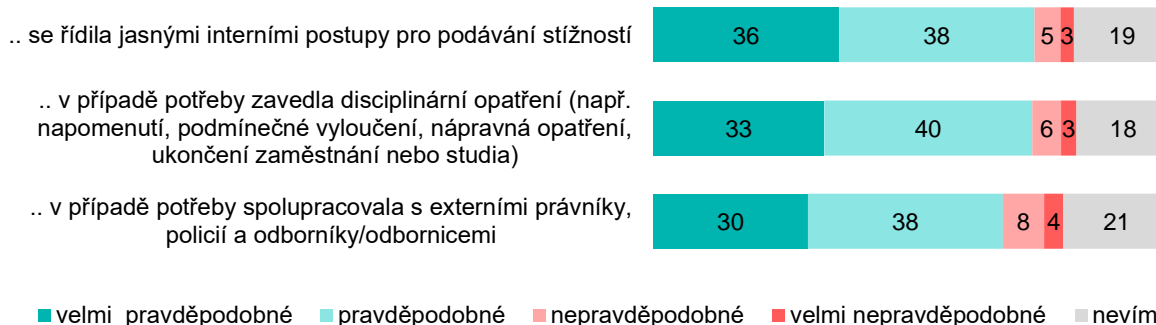 .. se řídila jasnými interními postupy pro podávání stížností
36 38 5 3 19
.. v případě potřeby zavedla disciplinární opatření (např.
napomenutí, podmínečné vyloučení, nápravná opatření,
ukončení zaměstnání nebo studia)
33 40 6 3 18
.. v případě potřeby spolupracovala s externími právníky,
policií a odborníky/odbornicemi
30 38 8 4 21
velmi pravděpodobné pravděpodobné nepravděpodobné velmi nepravděpodobné nevím